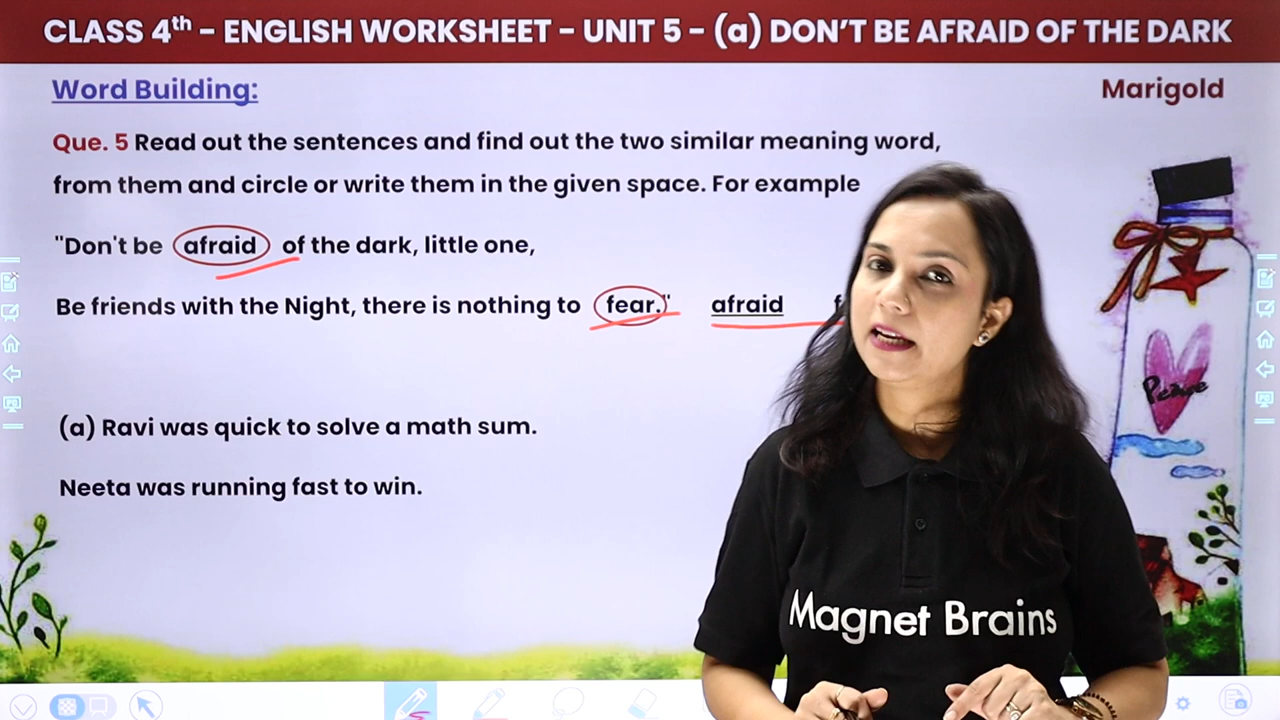 CLASS 4th – ENGLISH WORKSHEET – UNIT 5 – (a) DON'T BE AFRAID OF THE DARK
Word Building:
Marigold
Que. 5 Read out the sentences and find out the two similar meaning word,
from them and circle or write them in the given space. For example
"Don't be afraid of the dark, little one,
Be friends with the Night, there is nothing to fear." afraid
(a) Ravi was quick to solve a math sum.
Neeta was running fast to win.
Peace
Magnet Brains